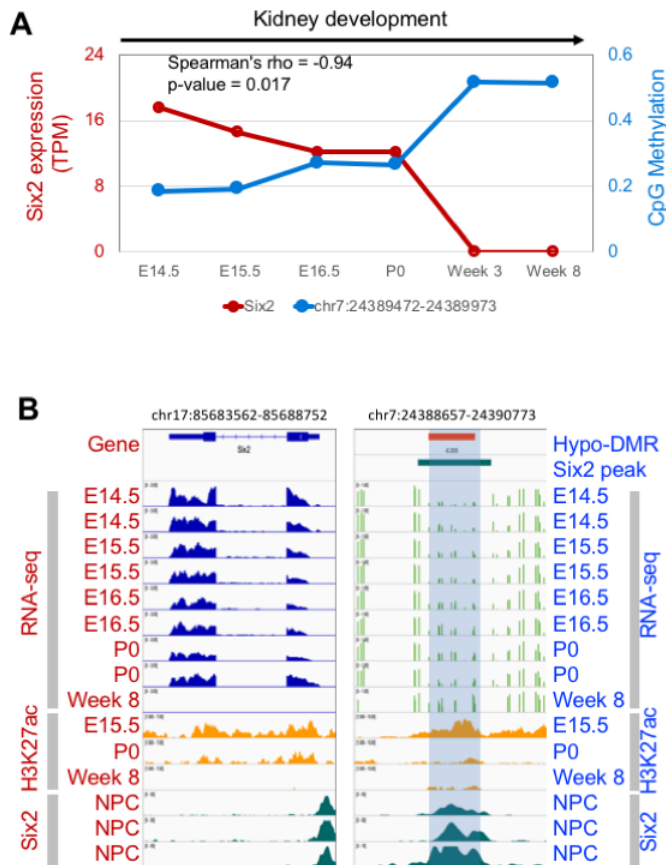 A
Kidney development
Spearman's rho = -0.94
p-value = 0.017
Six2 expression
(TPM)
24
16
8
0
0.6
0.4
0.2
0
CpG Methylation
E14.5 E15.5 E16.5 P0 Week 3 Week 8
Six2 chr7:24389472-24389973
B
chr17:85683562-85688752 chr7:24388657-24390773
Gene Six2 Hypo-DMR
Six2 peak
RNA-seq RNA-seq
E14.5 E14.5
E14.5 E14.5
E15.5 E15.5
E15.5 E15.5
E16.5 E16.5
E16.5 E16.5
P0 P0
P0 P0
Week 8 Week 8
H3K27ac H3K27ac
E15.5 E15.5
P0 P0
Week 8 Week 8
Six2 Six2
NPC NPC
NPC NPC
NPC NPC